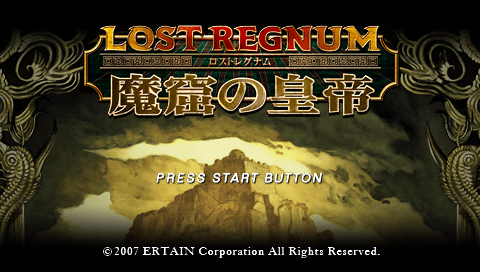 LOST REGNUM
ロストレグナム
魔窟の皇帝
PRESS START BUTTON
©2007 ERTAIN Corporation All Rights Reserved.